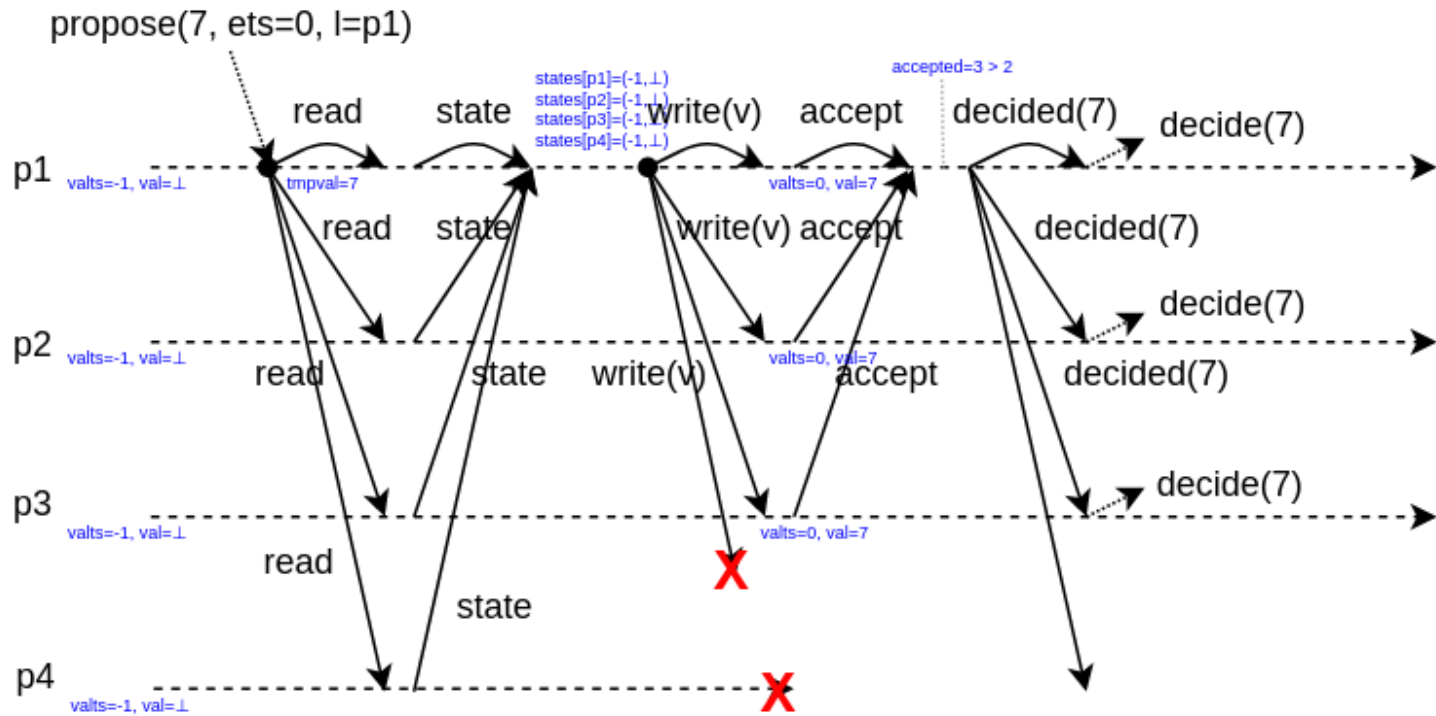 propose(7, ets=0, l=p1)
accepted=3 > 2
states[p1]=(-1,⊥)
states[p2]=(-1,⊥)
states[p3]=(-1,⊥)
states[p4]=(-1,⊥)
read
state
write(v)
accept
decided(7)
decide(7)
p1
valts=-1, val=⊥
tmpval=7
valts=0, val=7
read
state
write(v)
accept
decided(7)
decide(7)
p2
valts=-1, val=⊥
valts=0, val=7
read
state
write(v)
accept
decided(7)
decide(7)
p3
valts=-1, val=⊥
valts=0, val=7
read
X
state
p4
valts=-1, val=⊥
X